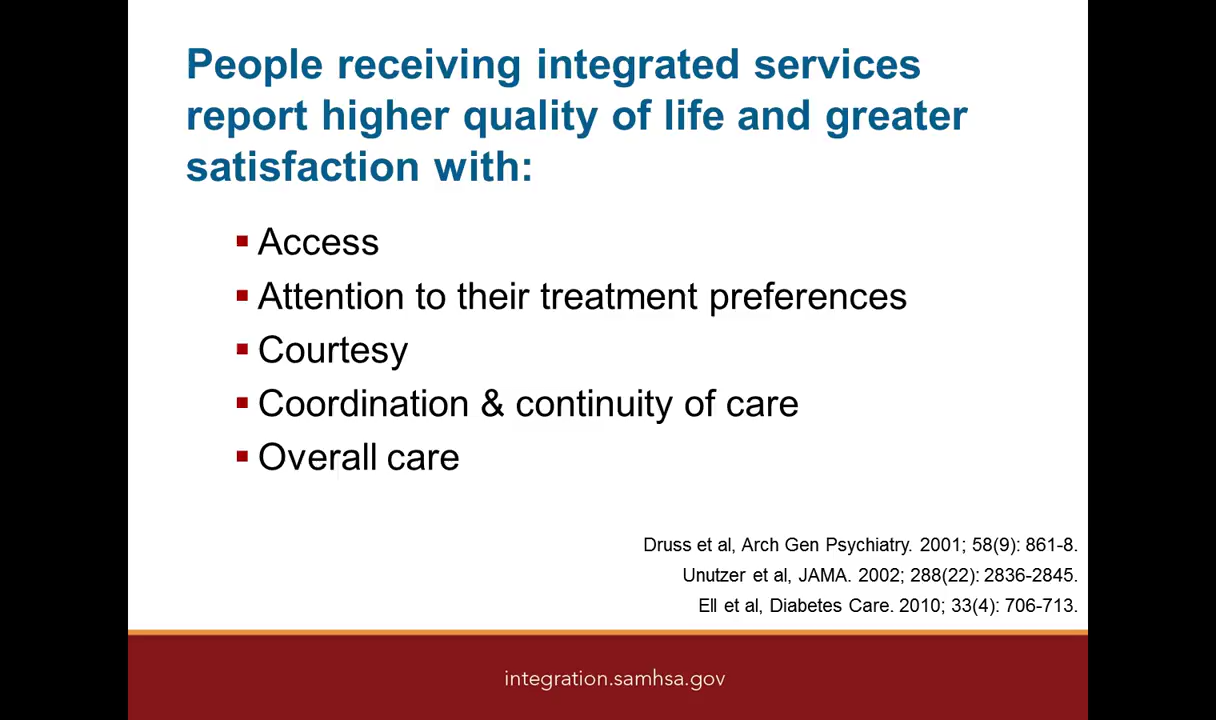 People receiving integrated services
report higher quality of life and greater
satisfaction with:
▪ Access
▪ Attention to their treatment preferences
▪ Courtesy
▪ Coordination & continuity of care
▪ Overall care
Druss et al, Arch Gen Psychiatry. 2001; 58(9): 861-8.
Unutzer et al, JAMA. 2002; 288(22): 2836-2845.
Ell et al, Diabetes Care. 2010; 33(4): 706-713.
integration.samhsa.gov